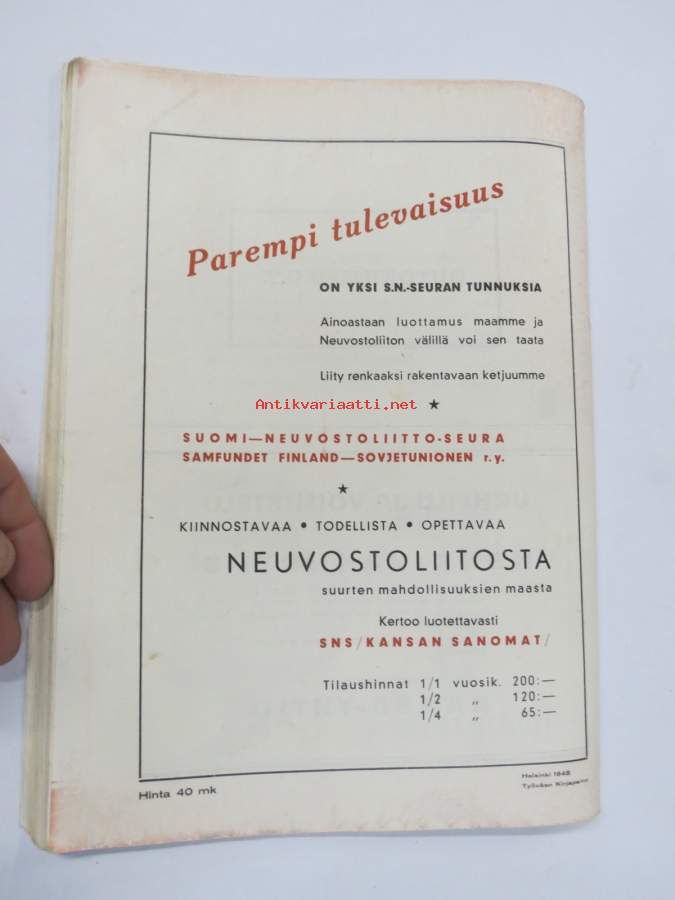 Parempi tulevaisuus
ON YKSI S.N.-SEURAN TUNNUKSIA
Ainoastaan luottamus maamme ja
Neuvostoliiton välillä voi sen taata
Liity renkaaksi rakentavaan ketjuumme
Antikvariaatti.net
★
SUOMI—NEUVOSTOLIITTO-SEURA
SAMFUNDET FINLAND—SOVJETUNIONEN r.y.
★
KIINNOSTAVAA • TODELLISTA • OPETTAVAA
NEUVOSTOLIITOSTA
suurten mahdollisuuksien maasta
Kertoo luotettavasti
SNS/KANSAN SANOMAT/
Tilaushinnat 1/1 vuosik. 200:—
1/2 „ 120:—
1/4 „ 65:—
Hinta 40 mk
Helsinki 1948
Työväen Kirjapaino